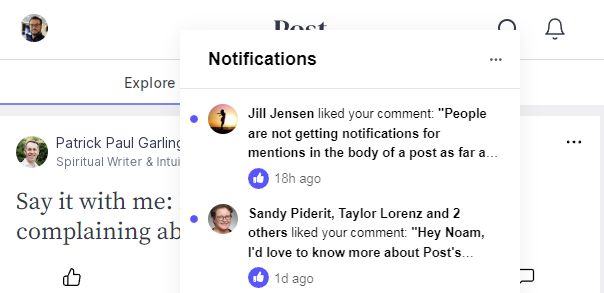 Post
Explore
Notifications
...
Jill Jensen liked your comment: "People
are not getting notifications for
mentions in the body of a post as far a...
18h ago
Sandy Piderit, Taylor Lorenz and 2
others liked your comment: "Hey Noam,
I'd love to know more about Post's...
1d ago
Patrick Paul Garling
Spiritual Writer & Intui
Say it with me:
complaining ab